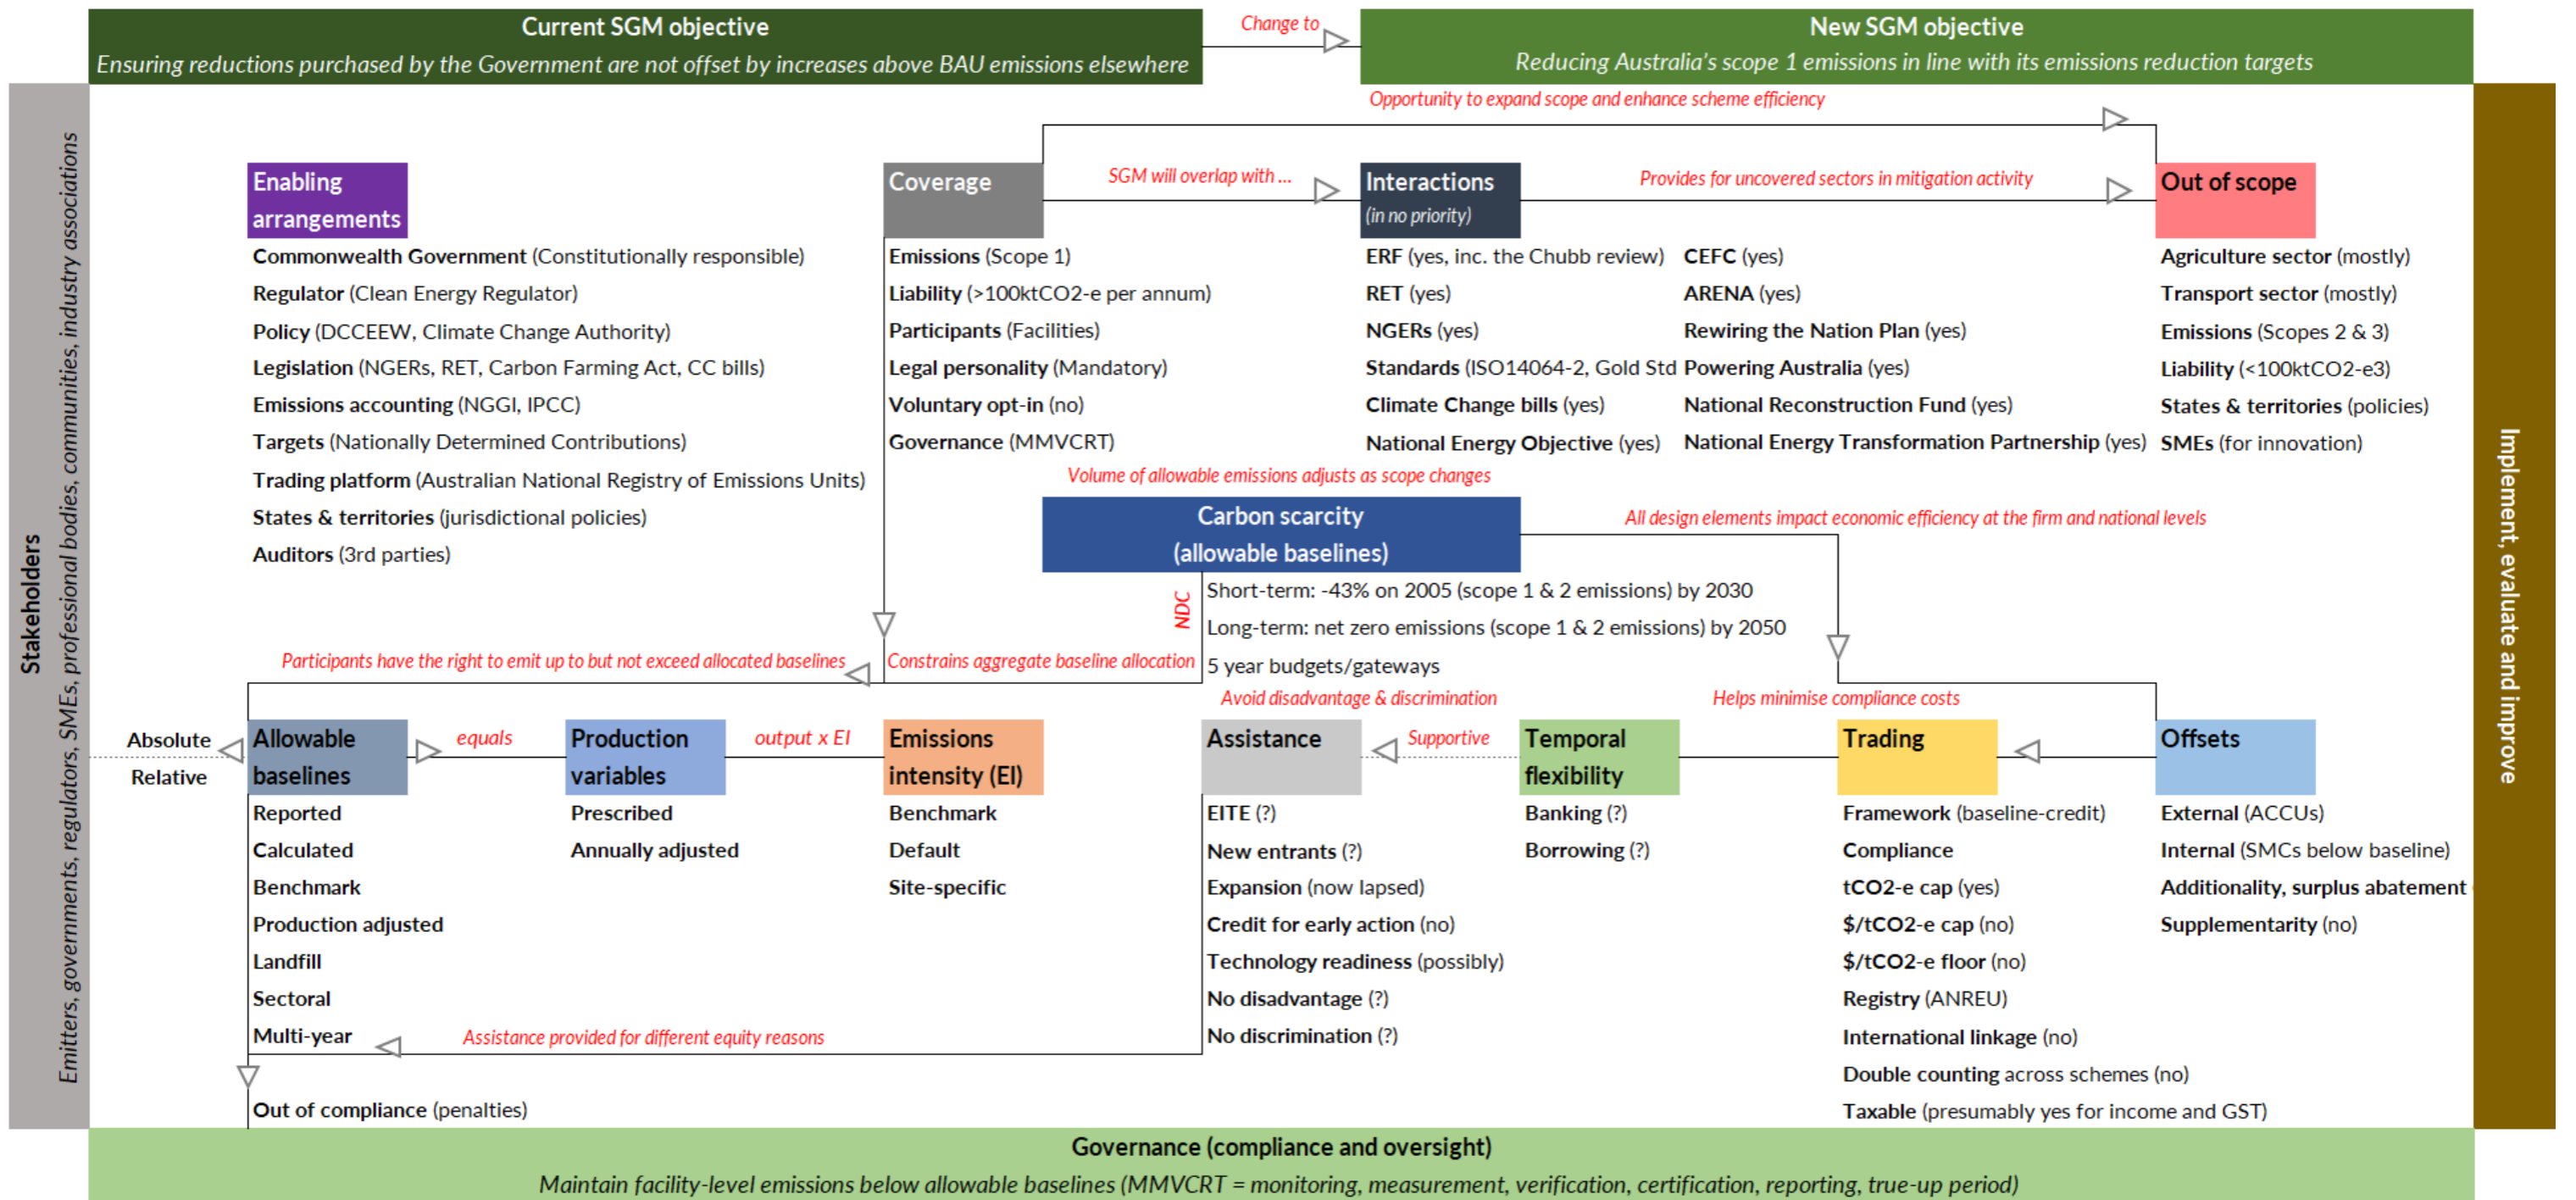 Current SGM objective
Ensuring reductions purchased by the Government are not offset by increases above BAU emissions elsewhere
Change to
New SGM objective
Reducing Australia's scope 1 emissions in line with its emissions reduction targets
Stakeholders
Emitters, governments, regulators, SMEs, professional bodies, communities, industry associations
Opportunity to expand scope and enhance scheme efficiency
Enabling
arrangements
Commonwealth Government (Constitutionally responsible)
Regulator (Clean Energy Regulator)
Policy (DCCEEW, Climate Change Authority)
Legislation (NGERs, RET, Carbon Farming Act, CC bills)
Emissions accounting (NGGI, IPCC)
Targets (Nationally Determined Contributions)
Trading platform (Australian National Registry of Emissions Units)
States & territories (jurisdictional policies)
Auditors (3rd parties)
Coverage
Emissions (Scope 1)
Liability (>100ktCO2-e per annum)
Participants (Facilities)
Legal personality (Mandatory)
Voluntary opt-in (no)
Governance (MMVCRT)
SGM will overlap with ...
Interactions
(in no priority)
ERF (yes, inc. the Chubb review)
RET (yes)
NGERs (yes)
Standards (ISO14064-2, Gold Std
Climate Change bills (yes)
National Energy Objective (yes)
CEFC (yes)
ARENA (yes)
Rewiring the Nation Plan (yes)
Powering Australia (yes)
National Reconstruction Fund (yes)
National Energy Transformation Partnership (yes)
Provides for uncovered sectors in mitigation activity
Out of scope
Agriculture sector (mostly)
Transport sector (mostly)
Emissions (Scopes 2 & 3)
Liability (<100ktCO2-e3)
States & territories (policies)
SMEs (for innovation)
Volume of allowable emissions adjusts as scope changes
Carbon scarcity
(allowable baselines)
All design elements impact economic efficiency at the firm and national levels
NDC
Short-term: -43% on 2005 (scope 1 & 2 emissions) by 2030
Long-term: net zero emissions (scope 1 & 2 emissions) by 2050
5 year budgets/gateways
Participants have the right to emit up to but not exceed allocated baselines
Constrains aggregate baseline allocation
Avoid disadvantage & discrimination
Helps minimise compliance costs
Absolute
Relative
Allowable
baselines
Reported
Calculated
Benchmark
Production adjusted
Landfill
Sectoral
Multi-year
equals
Production
variables
Prescribed
Annually adjusted
output x EI
Emissions
intensity (EI)
Benchmark
Default
Site-specific
Assistance
EITE (?)
New entrants (?)
Expansion (now lapsed)
Credit for early action (no)
Technology readiness (possibly)
No disadvantage (?)
No discrimination (?)
Supportive
Temporal
flexibility
Banking (?)
Borrowing (?)
Trading
Framework (baseline-credit)
Compliance
tCO2-e cap (yes)
$/tCO2-e cap (no)
$/tCO2-e floor (no)
Registry (ANREU)
International linkage (no)
Double counting across schemes (no)
Taxable (presumably yes for income and GST)
Offsets
External (ACCUs)
Internal (SMCs below baseline)
Additionality, surplus abatement
Supplementarity (no)
Assistance provided for different equity reasons
Out of compliance (penalties)
Implement, evaluate and improve
Governance (compliance and oversight)
Maintain facility-level emissions below allowable baselines (MMVCRT = monitoring, measurement, verification, certification, reporting, true-up period)